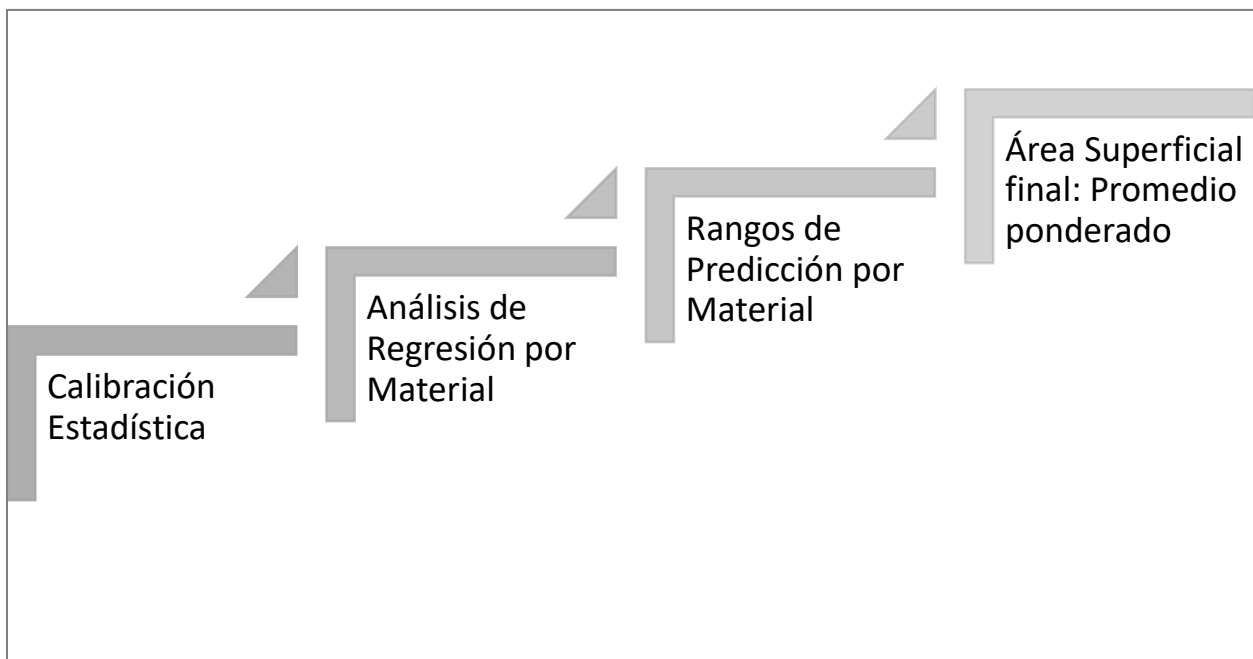 Calibración
Estadística
Análisis de
Regresión por
Material
Rangos de
Predicción por
Material
Área Superficial
final: Promedio
ponderado